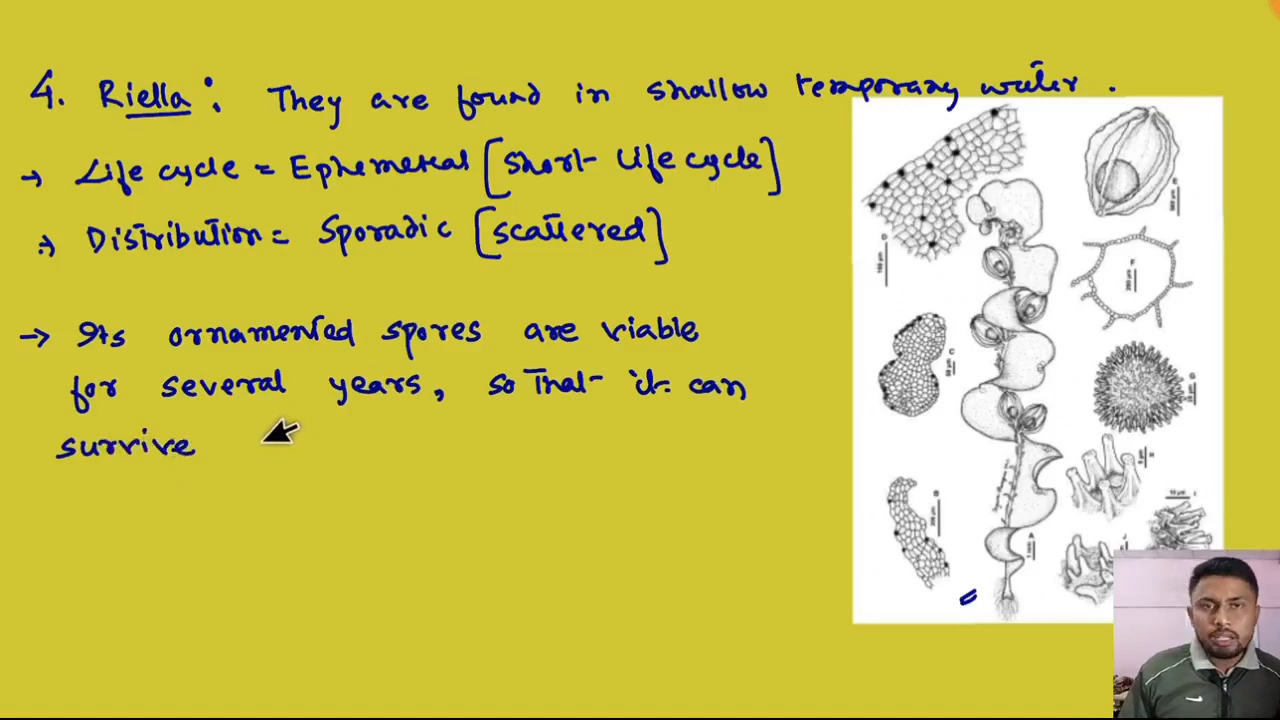 4. Riella: They are found in shallow temporary water.
→ Life cycle = Ephemeral [Short life cycle]
→ Distribution = Sporadic [scattered]
→ Its ornamented spores are viable
for several years, so that it can
survive
E
D
F
C
G
H
B
I
A
J